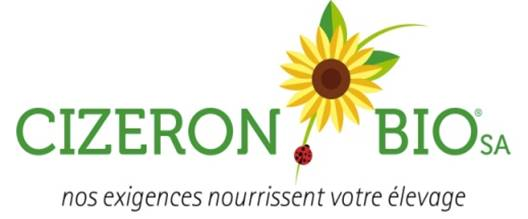 CIZERON BIO® SA
nos exigences nourrissent votre élevage